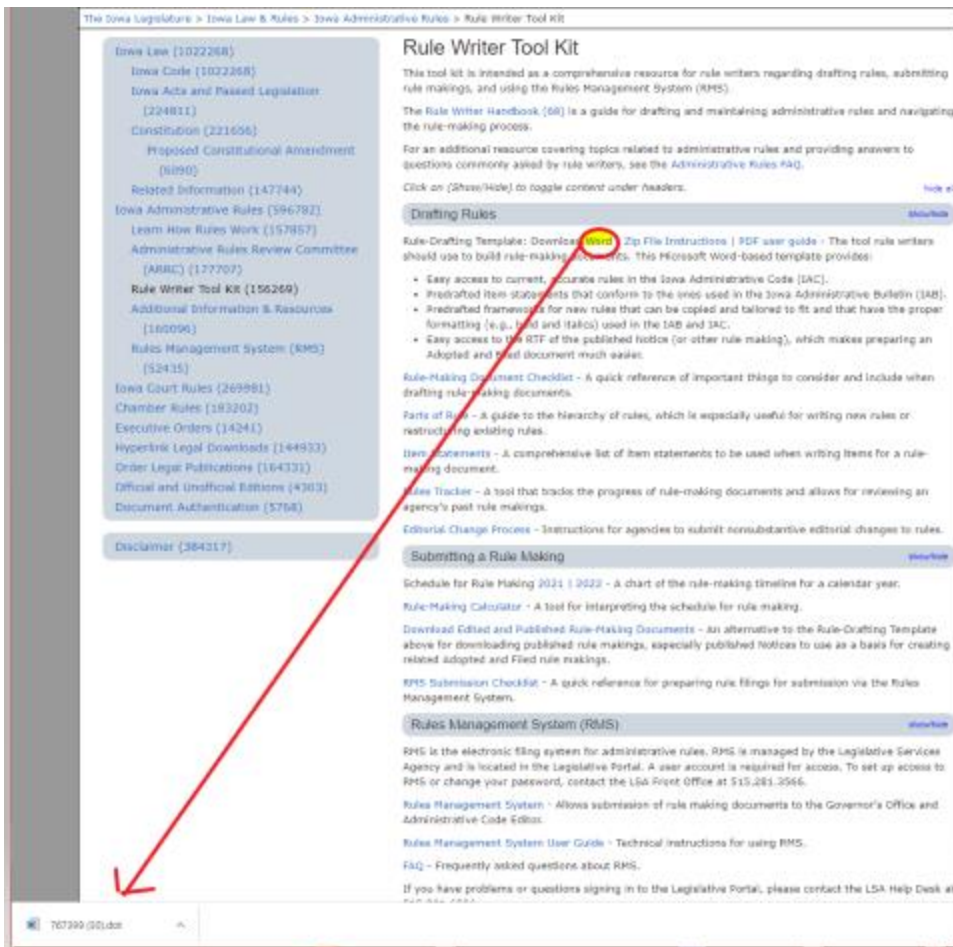 The Iowa Legislature > Iowa Law & Rules > Iowa Administrative Rules > Rule Writer Tool Kit
Iowa Law (1022268)
Iowa Code (1022268)
Iowa Acts and Passed Legislation
(224811)
Constitution (221656)
Proposed Constitutional Amendment
(6090)
Related Information (147744)
Iowa Administrative Rules (596782)
Learn How Rules Work (157857)
Administrative Rules Review Committee
(ARRC) (177707)
Rule Writer Tool Kit (156269)
Additional Information & Resources
(160096)
Rules Management System (RMS)
(52435)
Iowa Court Rules (269981)
Chamber Rules (183202)
Executive Orders (14241)
Hyperlink Legal Downloads (144933)
Order Legal Publications (164331)
Official and Unofficial Editions (4303)
Document Authentication (5768)
Disclaimer (384317)
Rule Writer Tool Kit
This tool kit is intended as a comprehensive resource for rule writers regarding drafting rules, submitting
rule makings, and using the Rules Management System (RMS).
The Rule Writer Handbook (68) is a guide for drafting and maintaining administrative rules and navigating
the rule-making process.
For an additional resource covering topics related to administrative rules and providing answers to
questions commonly asked by rule writers, see the Administrative Rules FAQ.
Click on (Show/Hide) to toggle content under headers.
hide al
Drafting Rules
show/hide
Rule-Drafting Template: Download Word Zip File Instructions | PDF user guide - The tool rule writers
should use to build rule-making documents. This Microsoft Word-based template provides:
• Easy access to current, accurate rules in the Iowa Administrative Code (IAC).
• Predrafted item statements that conform to the ones used in the Iowa Administrative Bulletin (IAB).
• Predrafted frameworks for new rules that can be copied and tailored to fit and that have the proper
formatting (e.g., bold and italics) used in the IAB and IAC.
• Easy access to the RTF of the published Notice (or other rule making), which makes preparing an
Adopted and Filed document much easier.
Rule-Making Document Checklist - A quick reference of important things to consider and include when
drafting rule-making documents.
Parts of Rule - A guide to the hierarchy of rules, which is especially useful for writing new rules or
restructuring existing rules.
Item Statements - A comprehensive list of item statements to be used when writing items for a rule-
making document.
Rules Tracker - A tool that tracks the progress of rule-making documents and allows for reviewing an
agency's past rule makings.
Editorial Change Process - Instructions for agencies to submit nonsubstantive editorial changes to rules.
Submitting a Rule Making
show/hide
Schedule for Rule Making 2021 | 2022 - A chart of the rule-making timeline for a calendar year.
Rule-Making Calculator - A tool for interpreting the schedule for rule making.
Download Edited and Published Rule-Making Documents - An alternative to the Rule-Drafting Template
above for downloading published rule makings, especially published Notices to use as a basis for creating
related Adopted and Filed rule makings.
RMS Submission Checklist - A quick reference for preparing rule filings for submission via the Rules
Management System.
Rules Management System (RMS)
show/hide
RMS is the electronic filing system for administrative rules. RMS is managed by the Legislative Services
Agency and is located in the Legislative Portal. A user account is required for access. To set up access to
RMS or change your password, contact the LSA Front Office at 515.281.3566.
Rules Management System - Allows submission of rule making documents to the Governor's Office and
Administrative Code Editor.
Rules Management System User Guide - Technical instructions for using RMS.
FAQ - Frequently asked questions about RMS.
If you have problems or questions signing in to the Legislative Portal, please contact the LSA Help Desk at